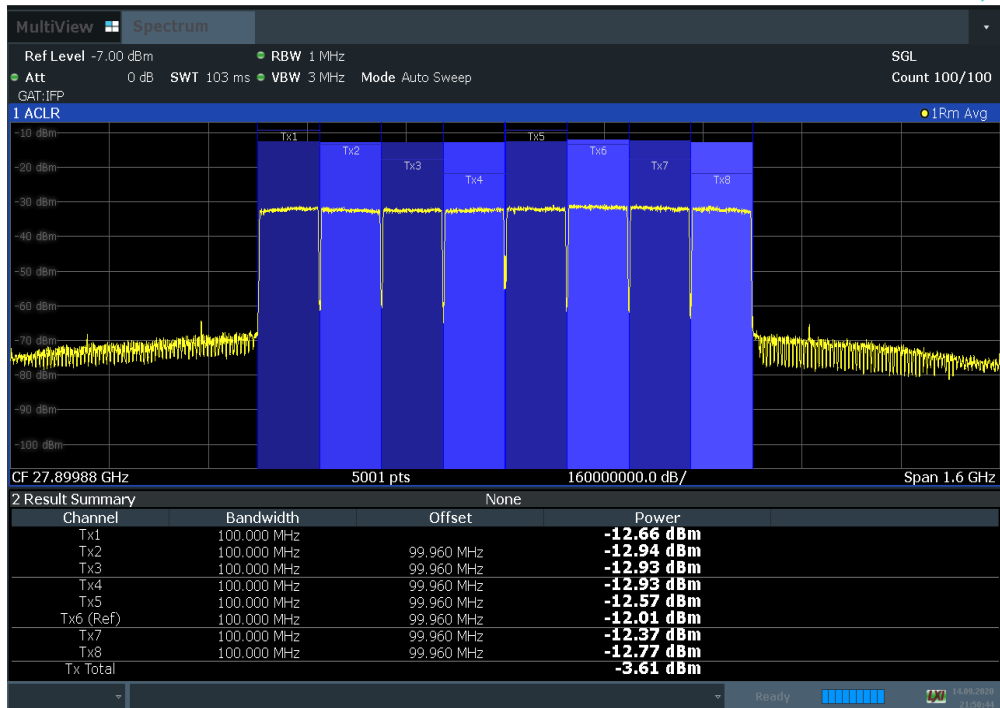 MultiView Spectrum
Ref Level -7.00 dBm RBW 1 MHz SGL
Att 0 dB SWT 103 ms VBW 3 MHz Mode Auto Sweep Count 100/100
GAT:IFP
1 ACLR 1Rm Avg
-10 dBm
Tx1 Tx5
Tx2 Tx6
Tx3 Tx7
-20 dBm
Tx4 Tx8
-30 dBm
-40 dBm
-50 dBm
-60 dBm
-70 dBm
-80 dBm
-90 dBm
-100 dBm
CF 27.89988 GHz 5001 pts 160000000.0 dB/ Span 1.6 GHz
2 Result Summary None
Channel Bandwidth Offset Power
Tx1 100.000 MHz -12.66 dBm
Tx2 100.000 MHz 99.960 MHz -12.94 dBm
Tx3 100.000 MHz 99.960 MHz -12.93 dBm
Tx4 100.000 MHz 99.960 MHz -12.93 dBm
Tx5 100.000 MHz 99.960 MHz -12.57 dBm
Tx6 (Ref) 100.000 MHz 99.960 MHz -12.01 dBm
Tx7 100.000 MHz 99.960 MHz -12.37 dBm
Tx8 100.000 MHz 99.960 MHz -12.77 dBm
Tx Total -3.61 dBm
Ready LXI 14.09.2020
21:50:44